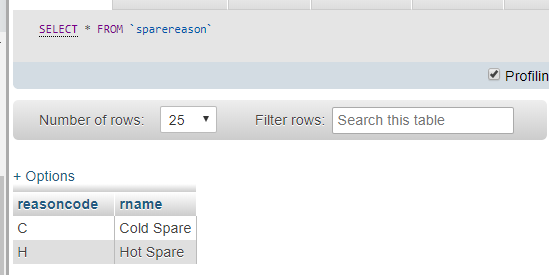 SELECT * FROM `sparereason`
Profilin
Number of rows: 25 Filter rows: Search this table
+ Options
reasoncode rname
C Cold Spare
H Hot Spare